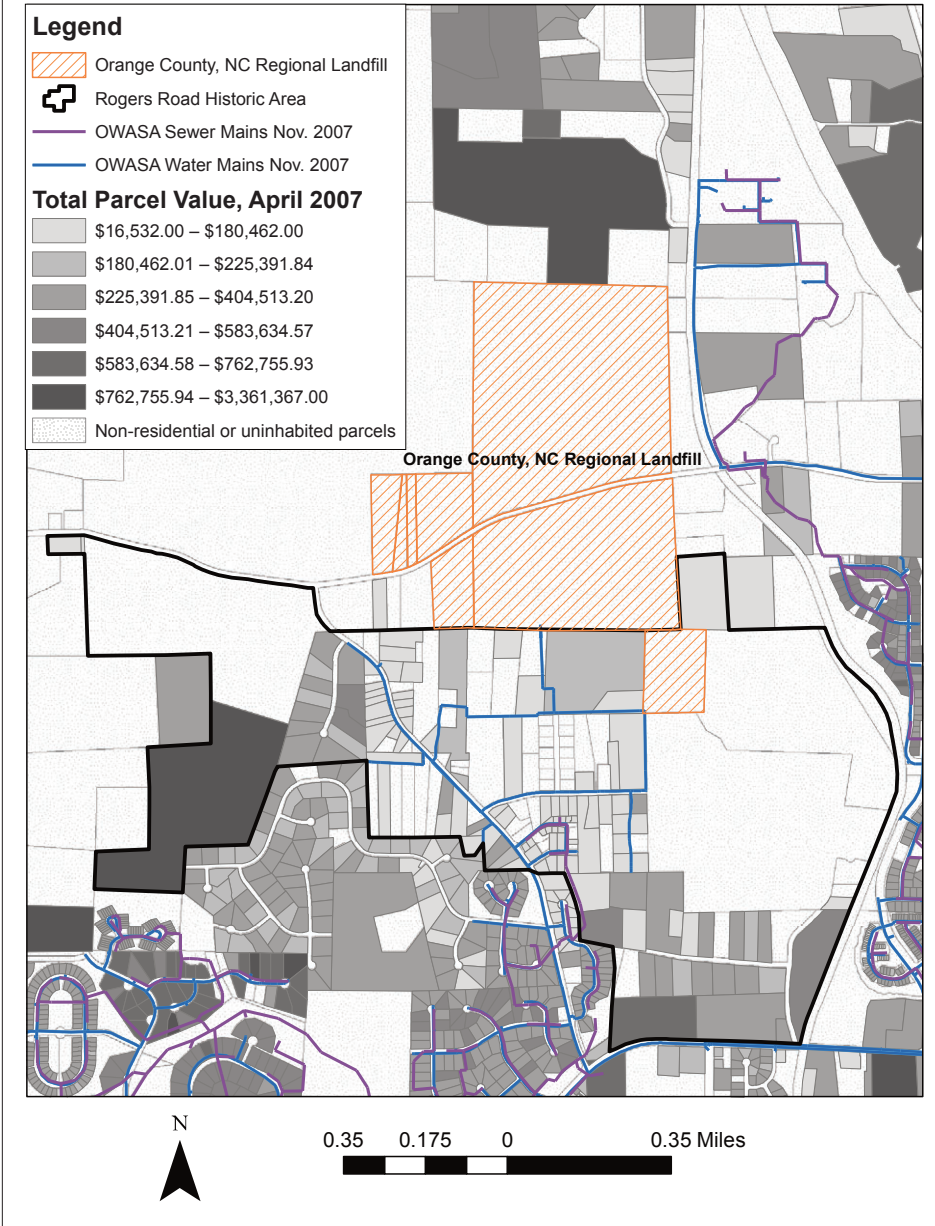 Legend
Orange County, NC Regional Landfill
Rogers Road Historic Area
OWASA Sewer Mains Nov. 2007
OWASA Water Mains Nov. 2007
Total Parcel Value, April 2007
$16,532.00 – $180,462.00
$180,462.01 – $225,391.84
$225,391.85 – $404,513.20
$404,513.21 – $583,634.57
$583,634.58 – $762,755.93
$762,755.94 – $3,361,367.00
Non-residential or uninhabited parcels
Orange County, NC Regional Landfill
N
0.35 0.175 0 0.35 Miles